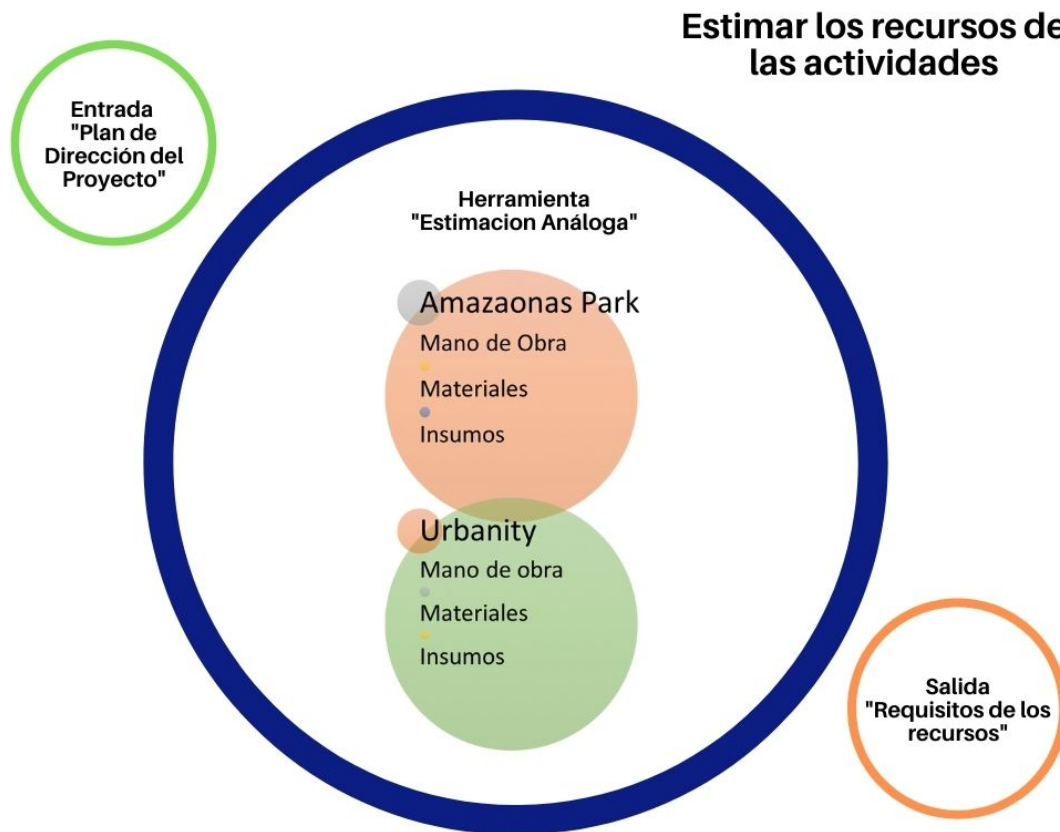 Estimar los recursos de
las actividades
Entrada
"Plan de
Dirección del
Proyecto"
Herramienta
"Estimacion Análoga"
Amazaonas Park
Mano de Obra
Materiales
Insumos
Urbanity
Mano de obra
Materiales
Insumos
Salida
"Requisitos de los
recursos"